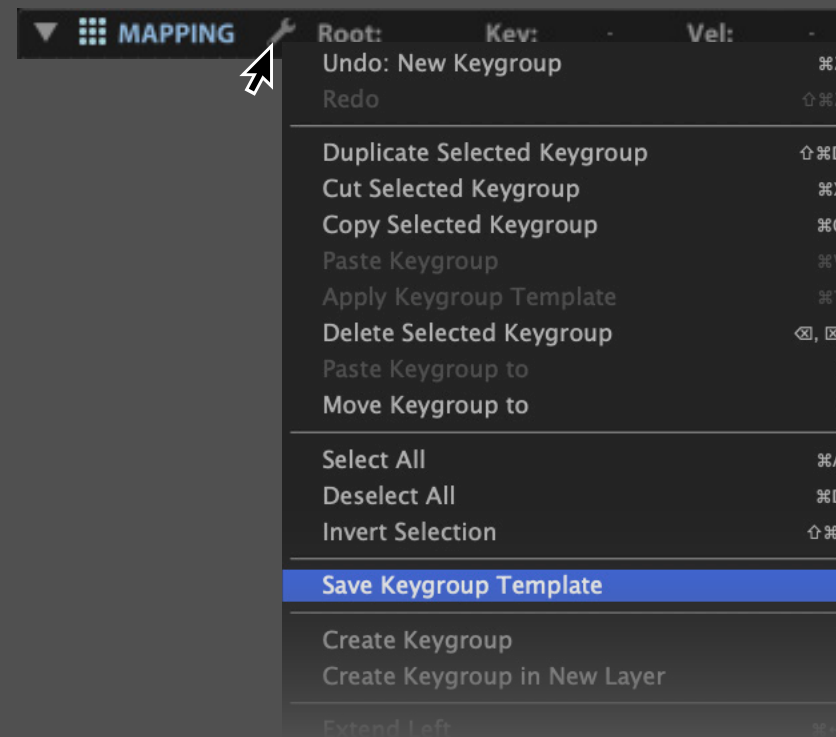 MAPPING Root: Key: - Vel: -
Undo: New Keygroup ⌘
Redo ⇧⌘
Duplicate Selected Keygroup ⇧⌘D
Cut Selected Keygroup ⌘X
Copy Selected Keygroup ⌘C
Paste Keygroup ⌘V
Apply Keygroup Template ⌘
Delete Selected Keygroup ⌫, ⌦
Paste Keygroup to
Move Keygroup to
Select All ⌘A
Deselect All ⌘D
Invert Selection ⇧⌘
Save Keygroup Template
Create Keygroup
Create Keygroup in New Layer
Extend Left